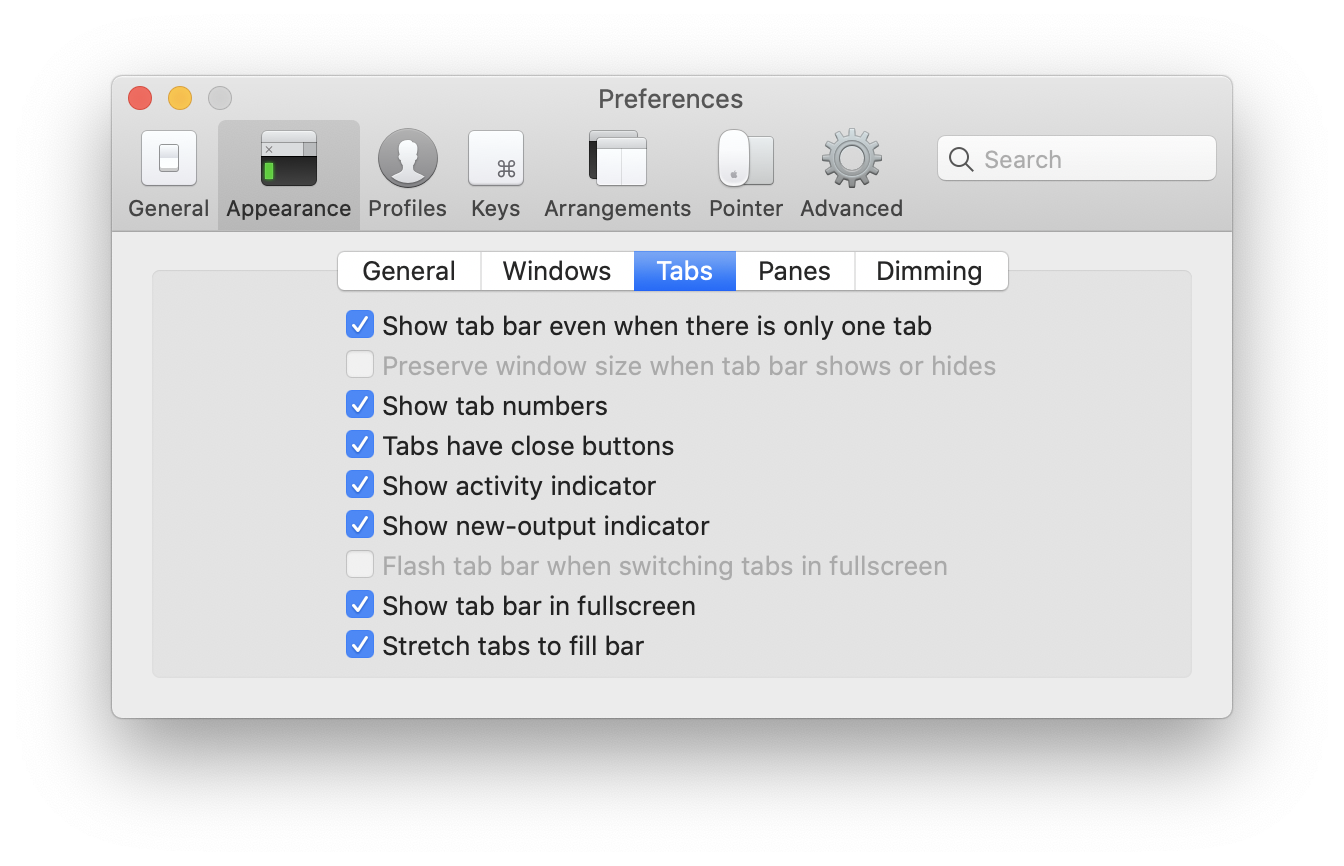 Preferences
General Appearance Profiles Keys Arrangements Pointer Advanced Search
General Windows Tabs Panes Dimming
Show tab bar even when there is only one tab
Preserve window size when tab bar shows or hides
Show tab numbers
Tabs have close buttons
Show activity indicator
Show new-output indicator
Flash tab bar when switching tabs in fullscreen
Show tab bar in fullscreen
Stretch tabs to fill bar